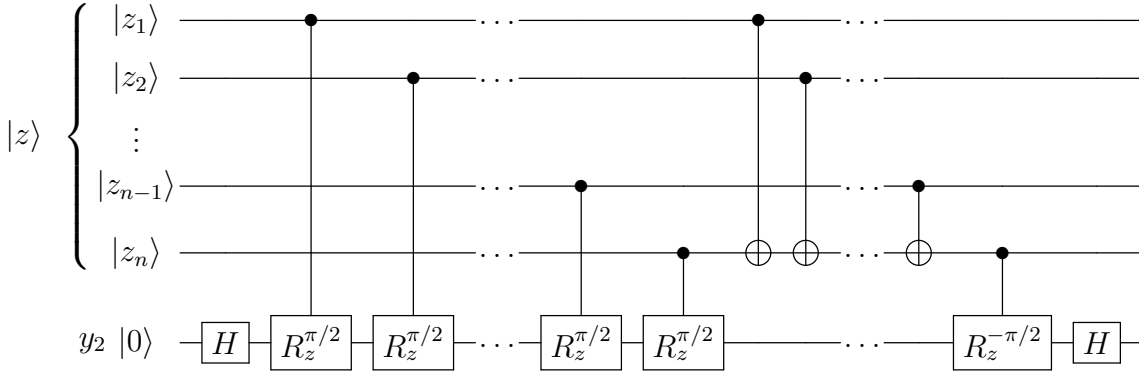 |z₁⟩ ... ...
|z₂⟩ ... ...
|z⟩ ⋮
|zₙ₋₁⟩ ... ...
|zₙ⟩ ... ...
y₂ |0⟩ H R_z^{π/2} R_z^{π/2} ... R_z^{π/2} R_z^{π/2} ... R_z^{-π/2} H